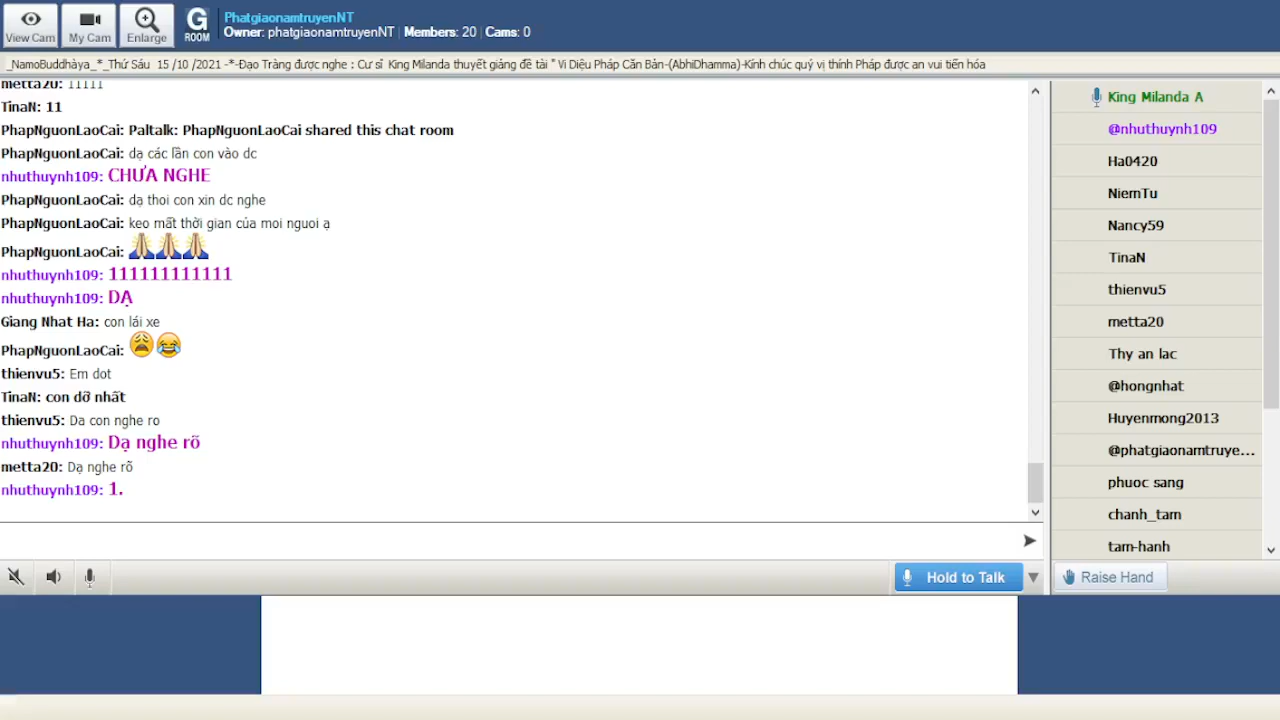 View Cam
My Cam
Enlarge
G
ROOM
PhatgiaonamtruyenNT
Owner: phatgiaonamtruyenNT | Members: 20 | Cams: 0
_NamoBuddhàya_*_Thứ Sáu 15 /10 /2021 -*-Đạo Tràng được nghe : Cư sĩ King Milanda thuyết giảng đề tài " Vi Diệu Pháp Căn Bản-(AbhiDhamma)-Kính chúc quý vị thính Pháp được an vui tiến hóa
metta20: 11111
TinaN: 11
PhapNguonLaoCai: Paltalk: PhapNguonLaoCai shared this chat room
PhapNguonLaoCai: dạ các lần con vào dc
nhuthuynh109: CHƯA NGHE
PhapNguonLaoCai: dạ thoi con xin dc nghe
PhapNguonLaoCai: kẻo mất thời gian của moi nguoi ạ
PhapNguonLaoCai:
nhuthuynh109: 111111111111
nhuthuynh109: DẠ
Giang Nhat Ha: con lái xe
PhapNguonLaoCai:
thienvu5: Em dot
TinaN: con dỡ nhất
thienvu5: Da con nghe ro
nhuthuynh109: Dạ nghe rõ
metta20: Dạ nghe rõ
nhuthuynh109: 1.
King Milanda A
@nhuthuynh109
Ha0420
NiemTu
Nancy59
TinaN
thienvu5
metta20
Thy an lac
@hongnhat
Huyenmong2013
@phatgiaonamtruye...
phuoc sang
chanh_tam
tam-hanh
Hold to Talk
Raise Hand